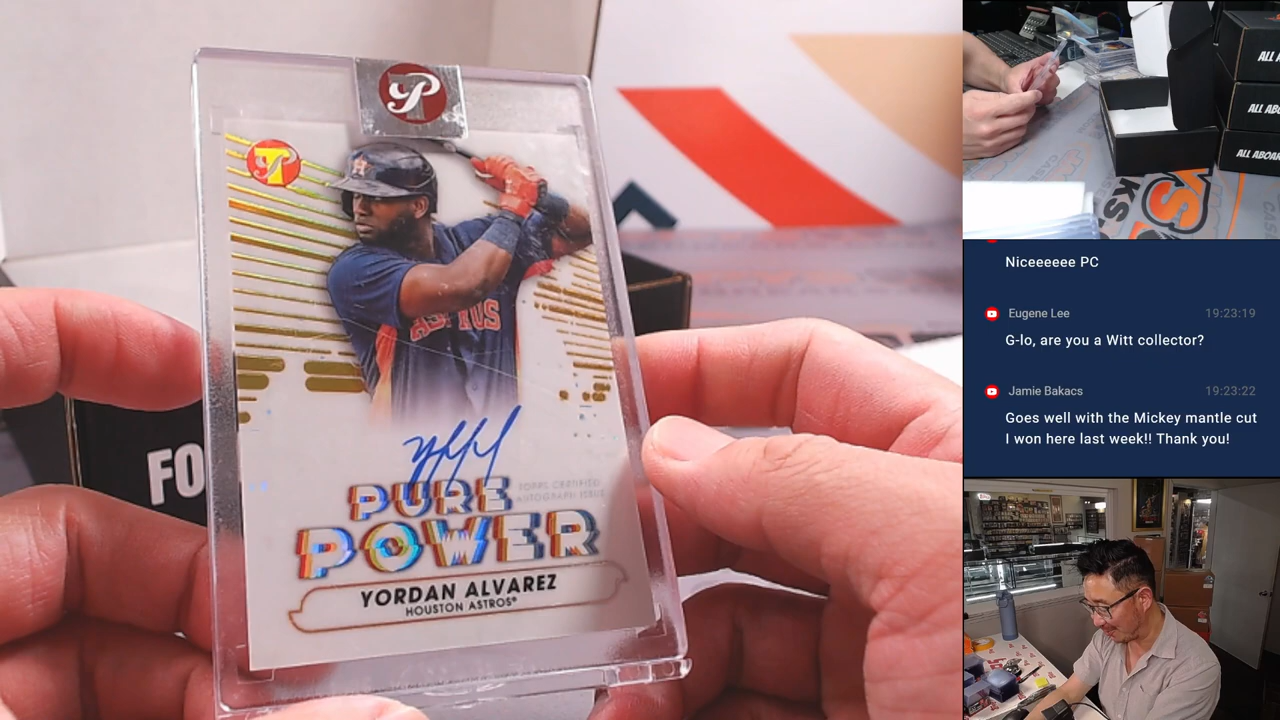 P
T
ASTROS
TOPPS CERTIFIED
AUTOGRAPH ISSUE
PURE
POWER
YORDAN ALVAREZ
HOUSTON ASTROS®
FO
ALL A
ALL ABOA
ALL ABOARD
KS
Niceeeeee PC
Eugene Lee 19:23:19
G-lo, are you a Witt collector?
Jamie Bakacs 19:23:22
Goes well with the Mickey mantle cut
I won here last week!! Thank you!